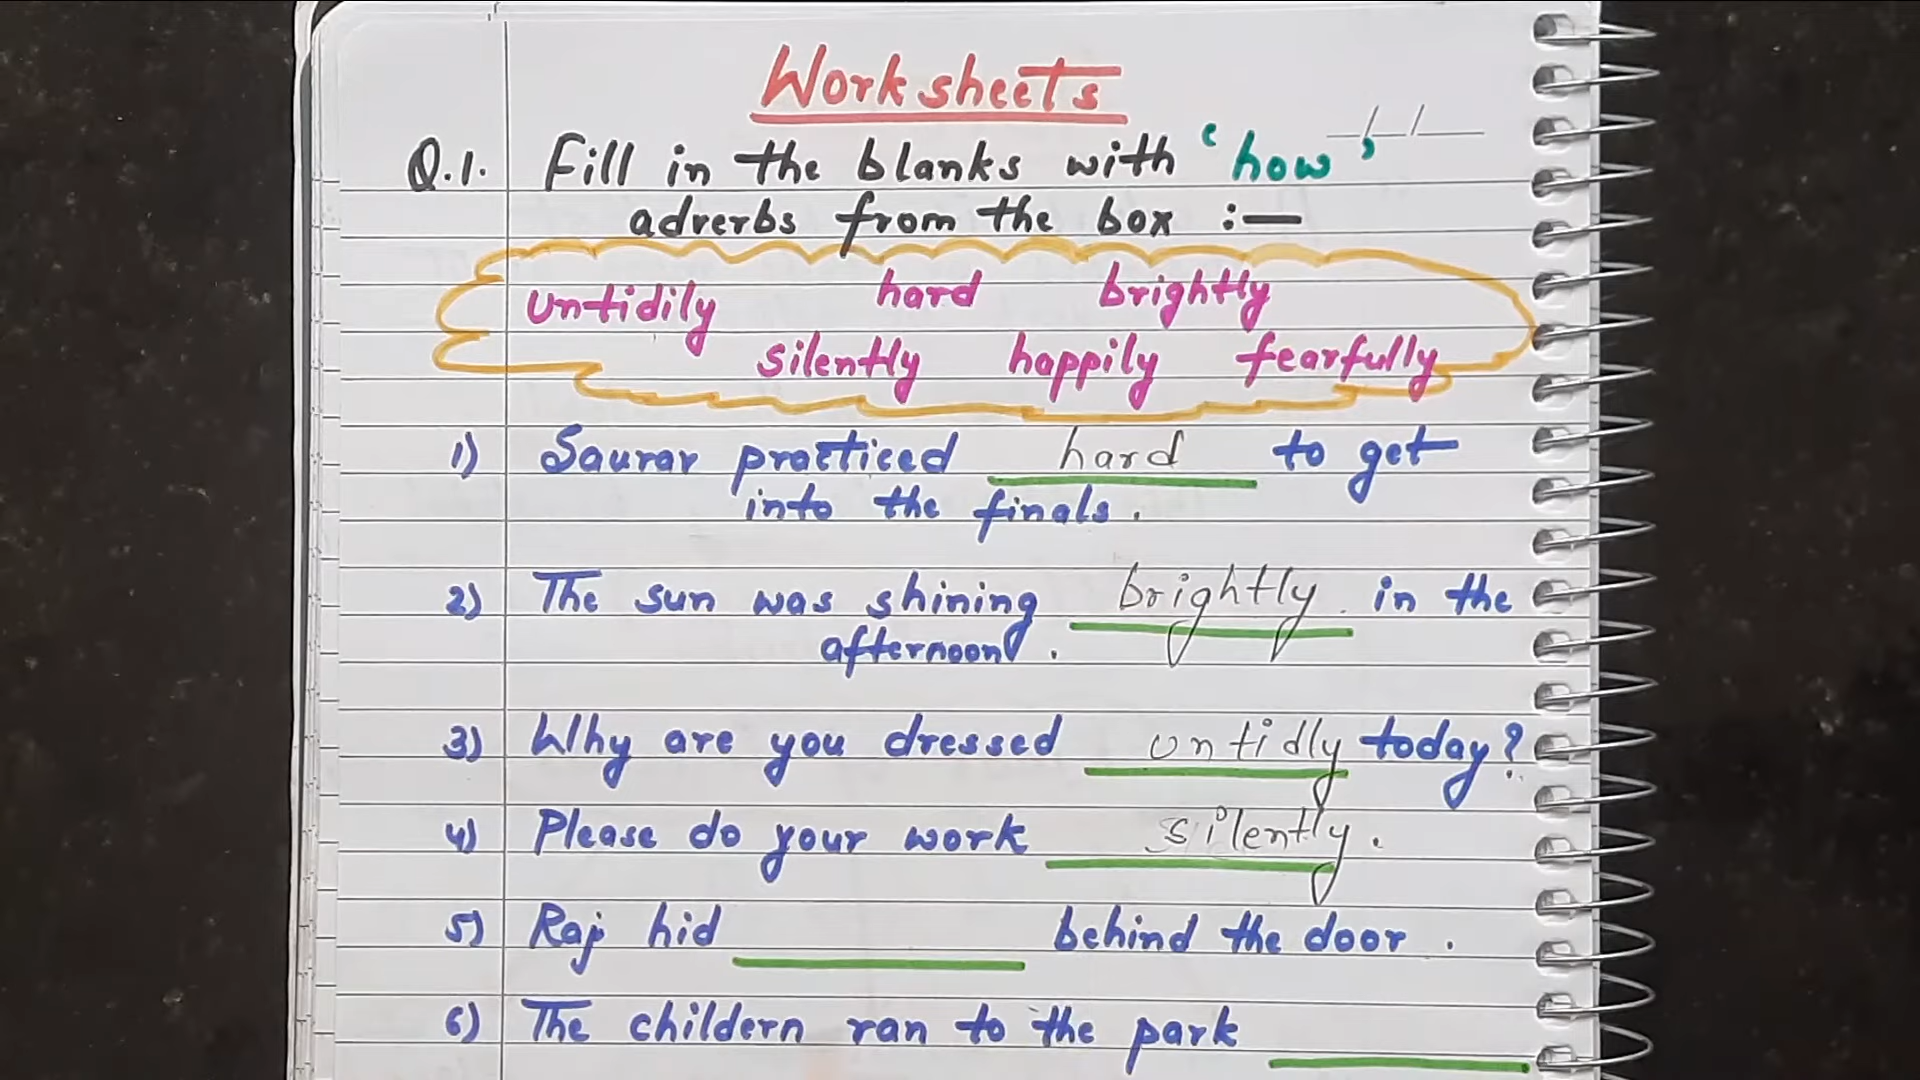 Worksheets
Q.1. Fill in the blanks with 'how'
adverbs from the box :—
untidily hard brightly
silently happily fearfully
1) Saurav practiced hard to get
into the finals.
2) The sun was shining brightly in the
afternoon.
3) Why are you dressed untidly today?
4) Please do your work silently.
5) Raj hid ________ behind the door.
6) The childern ran to the park ________